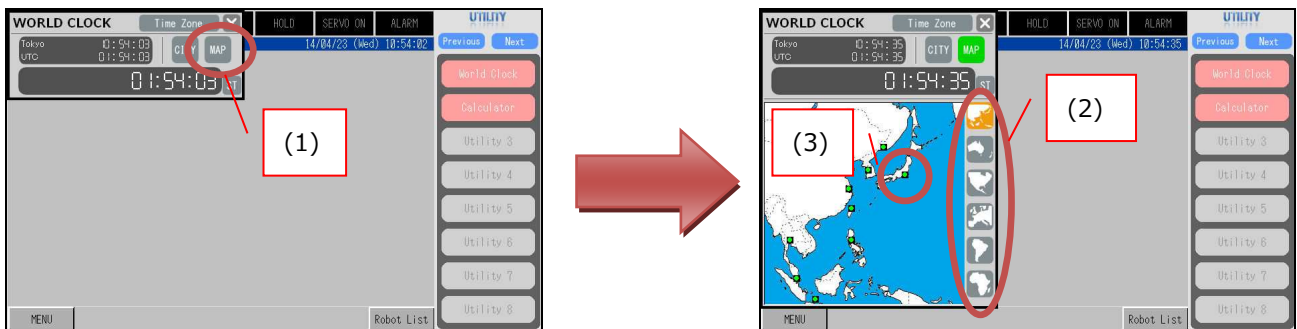 WORLD CLOCK Time Zone X HOLD SERVO ON ALARM UTILITY
Tokyo 10:54:03 CITY MAP 14/04/23 (Wed) 10:54:02 Previous Next
UTC 01:54:03
01:54:03 ST
World Clock
Calculator
(1)
Utility 3
Utility 4
Utility 5
Utility 6
Utility 7
Utility 8
MENU Robot List
WORLD CLOCK Time Zone X HOLD SERVO ON ALARM UTILITY
Tokyo 10:54:35 CITY MAP 14/04/23 (Wed) 10:54:35 Previous Next
UTC 01:54:35
01:54:35 ST
World Clock
Calculator
(2)
(3)
Utility 3
Utility 4
Utility 5
Utility 6
Utility 7
Utility 8
MENU Robot List